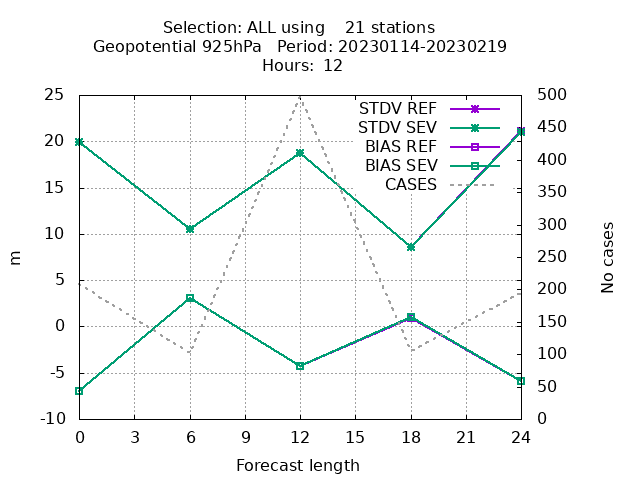 Selection: ALL using    21 stations
Geopotential 925hPa   Period: 20230114-20230219
Hours: 12
STDV REF
STDV SEV
BIAS REF
BIAS SEV
CASES
25
20
15
10
5
0
-5
-10
m
500
450
400
350
300
250
200
150
100
50
0
No cases
0 3 6 9 12 15 18 21 24
Forecast length